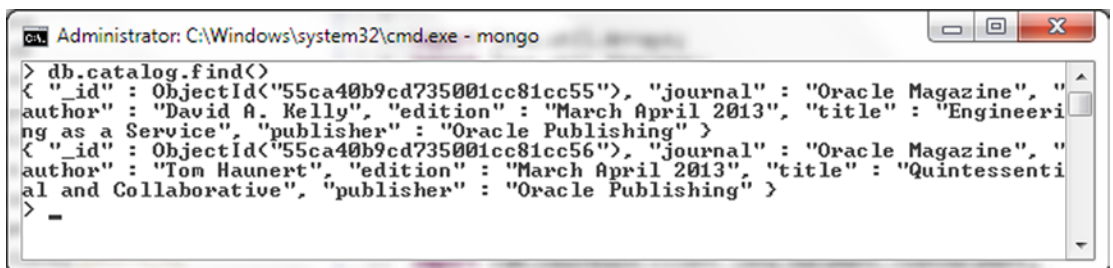 Administrator: C:\Windows\system32\cmd.exe - mongo
> db.catalog.find()
{ "_id" : ObjectId("55ca40b9cd735001cc81cc55"), "journal" : "Oracle Magazine", "
author" : "David A. Kelly", "edition" : "March April 2013", "title" : "Engineeri
ng as a Service", "publisher" : "Oracle Publishing" }
{ "_id" : ObjectId("55ca40b9cd735001cc81cc56"), "journal" : "Oracle Magazine", "
author" : "Tom Haunert", "edition" : "March April 2013", "title" : "Quintessenti
al and Collaborative", "publisher" : "Oracle Publishing" }
> _